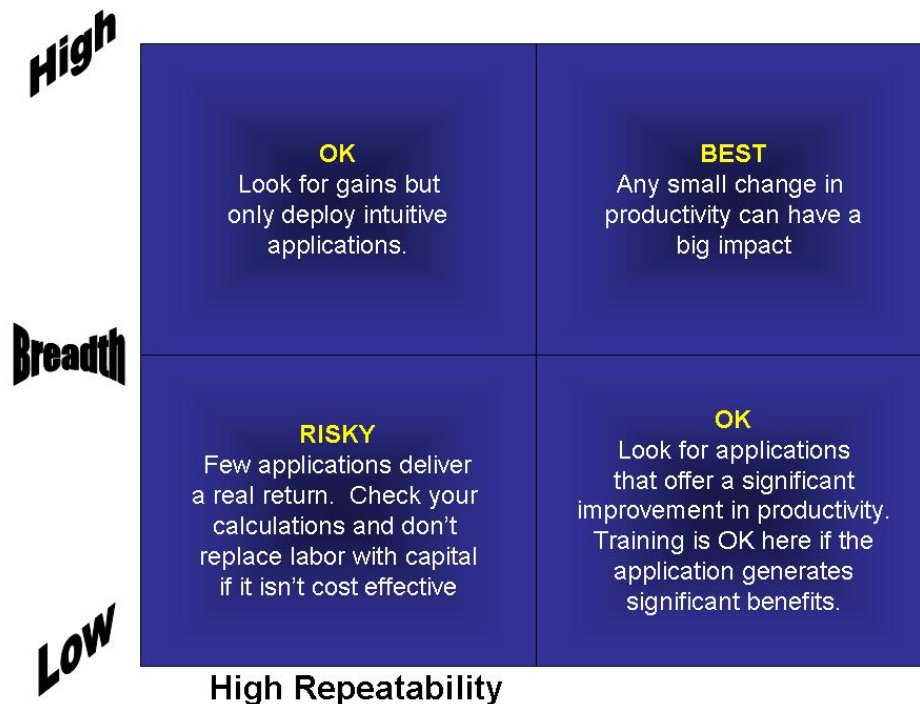 High
OK
Look for gains but
only deploy intuitive
applications.
BEST
Any small change in
productivity can have a
big impact
Breadth
RISKY
Few applications deliver
a real return. Check your
calculations and don't
replace labor with capital
if it isn't cost effective
OK
Look for applications
that offer a significant
improvement in productivity.
Training is OK here if the
application generates
significant benefits.
Low
High Repeatability